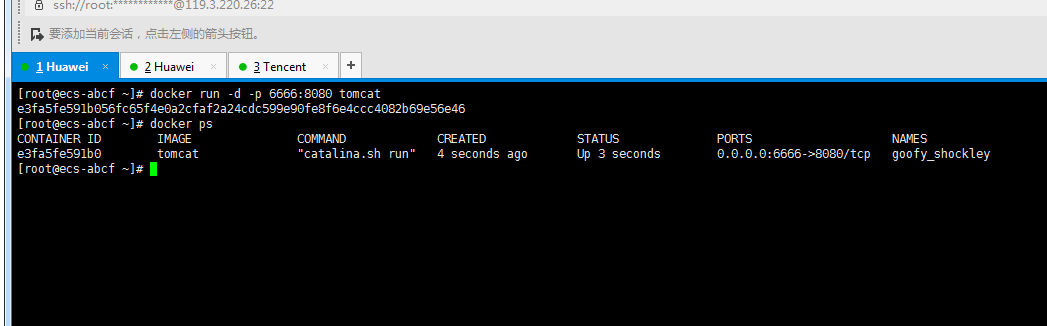 ssh://root:************@119.3.220.26:22
要添加当前会话，点击左侧的箭头按钮。
1 Huawei × 2 Huawei × 3 Tencent × +
[root@ecs-abcf ~]# docker run -d -p 6666:8080 tomcat
e3fa5fe591b056fc65f4e0a2cfaf2a24cdc599e90fe8f6e4ccc4082b69e56e46
[root@ecs-abcf ~]# docker ps
CONTAINER ID IMAGE COMMAND CREATED STATUS PORTS NAMES
e3fa5fe591b0 tomcat "catalina.sh run" 4 seconds ago Up 3 seconds 0.0.0.0:6666->8080/tcp goofy_shockley
[root@ecs-abcf ~]#